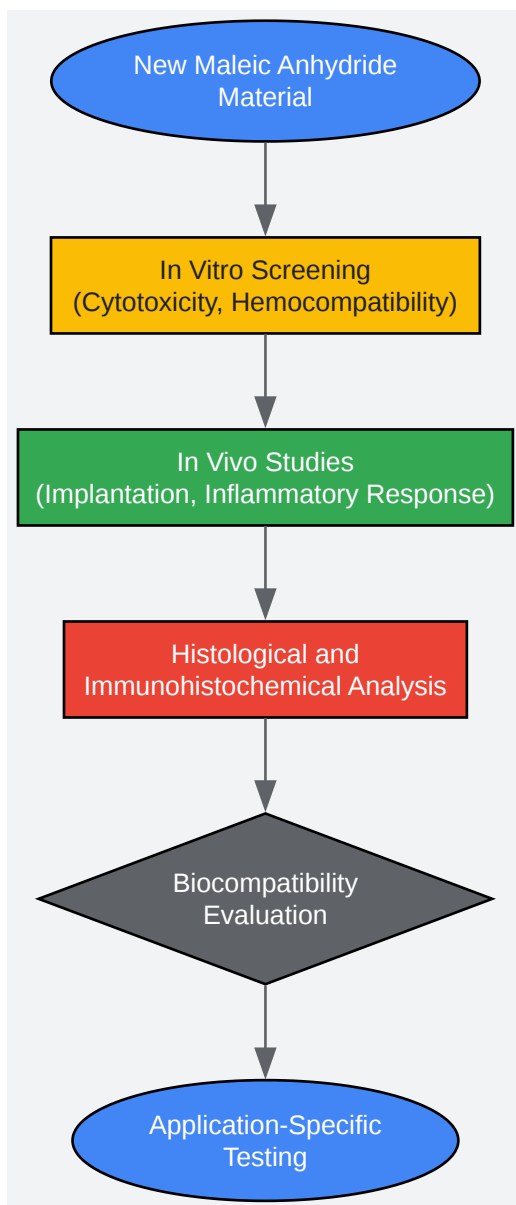 New Maleic Anhydride
Material
In Vitro Screening
(Cytotoxicity, Hemocompatibility)
In Vivo Studies
(Implantation, Inflammatory Response)
Histological and
Immunohistochemical Analysis
Biocompatibility
Evaluation
Application-Specific
Testing